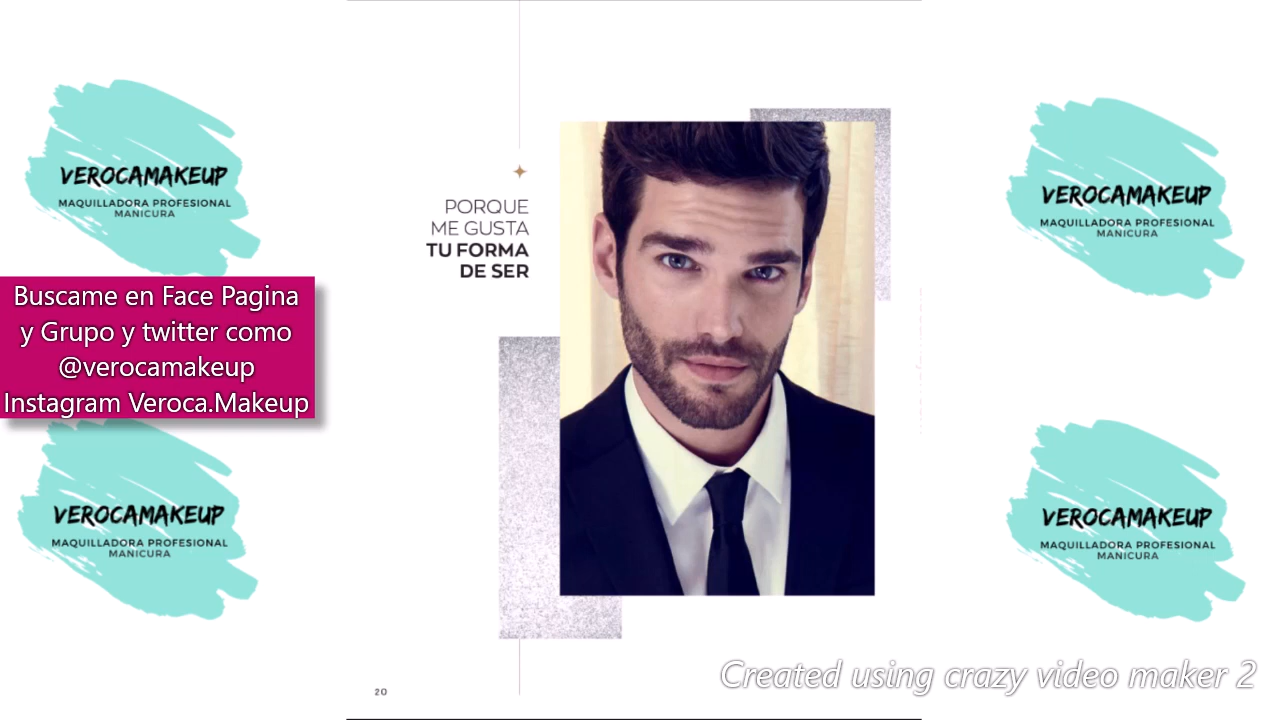 VEROCAMAKEUP
MAQUILLADORA PROFESIONAL
MANICURA
Buscame en Face Pagina
y Grupo y twitter como
@verocamakeup
Instagram Veroca.Makeup
VEROCAMAKEUP
MAQUILLADORA PROFESIONAL
MANICURA
PORQUE
ME GUSTA
TU FORMA
DE SER
20
VEROCAMAKEUP
MAQUILLADORA PROFESIONAL
MANICURA
VEROCAMAKEUP
MAQUILLADORA PROFESIONAL
MANICURA
Created using crazy video maker 2